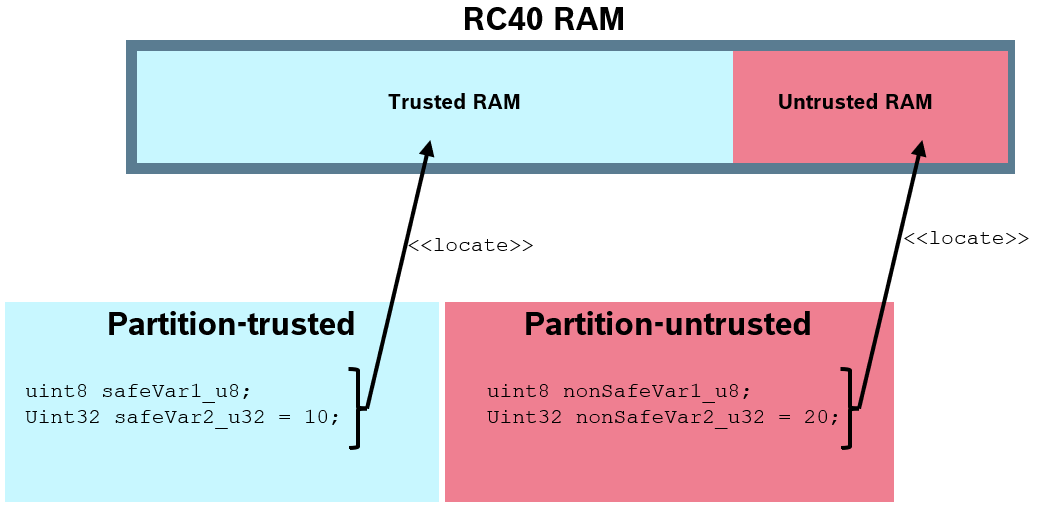 RC40 RAM
Trusted RAM
Untrusted RAM
<<locate>>
<<locate>>
Partition-trusted
uint8 safeVar1_u8;
Uint32 safeVar2_u32 = 10;
Partition-untrusted
uint8 nonSafeVar1_u8;
Uint32 nonSafeVar2_u32 = 20;